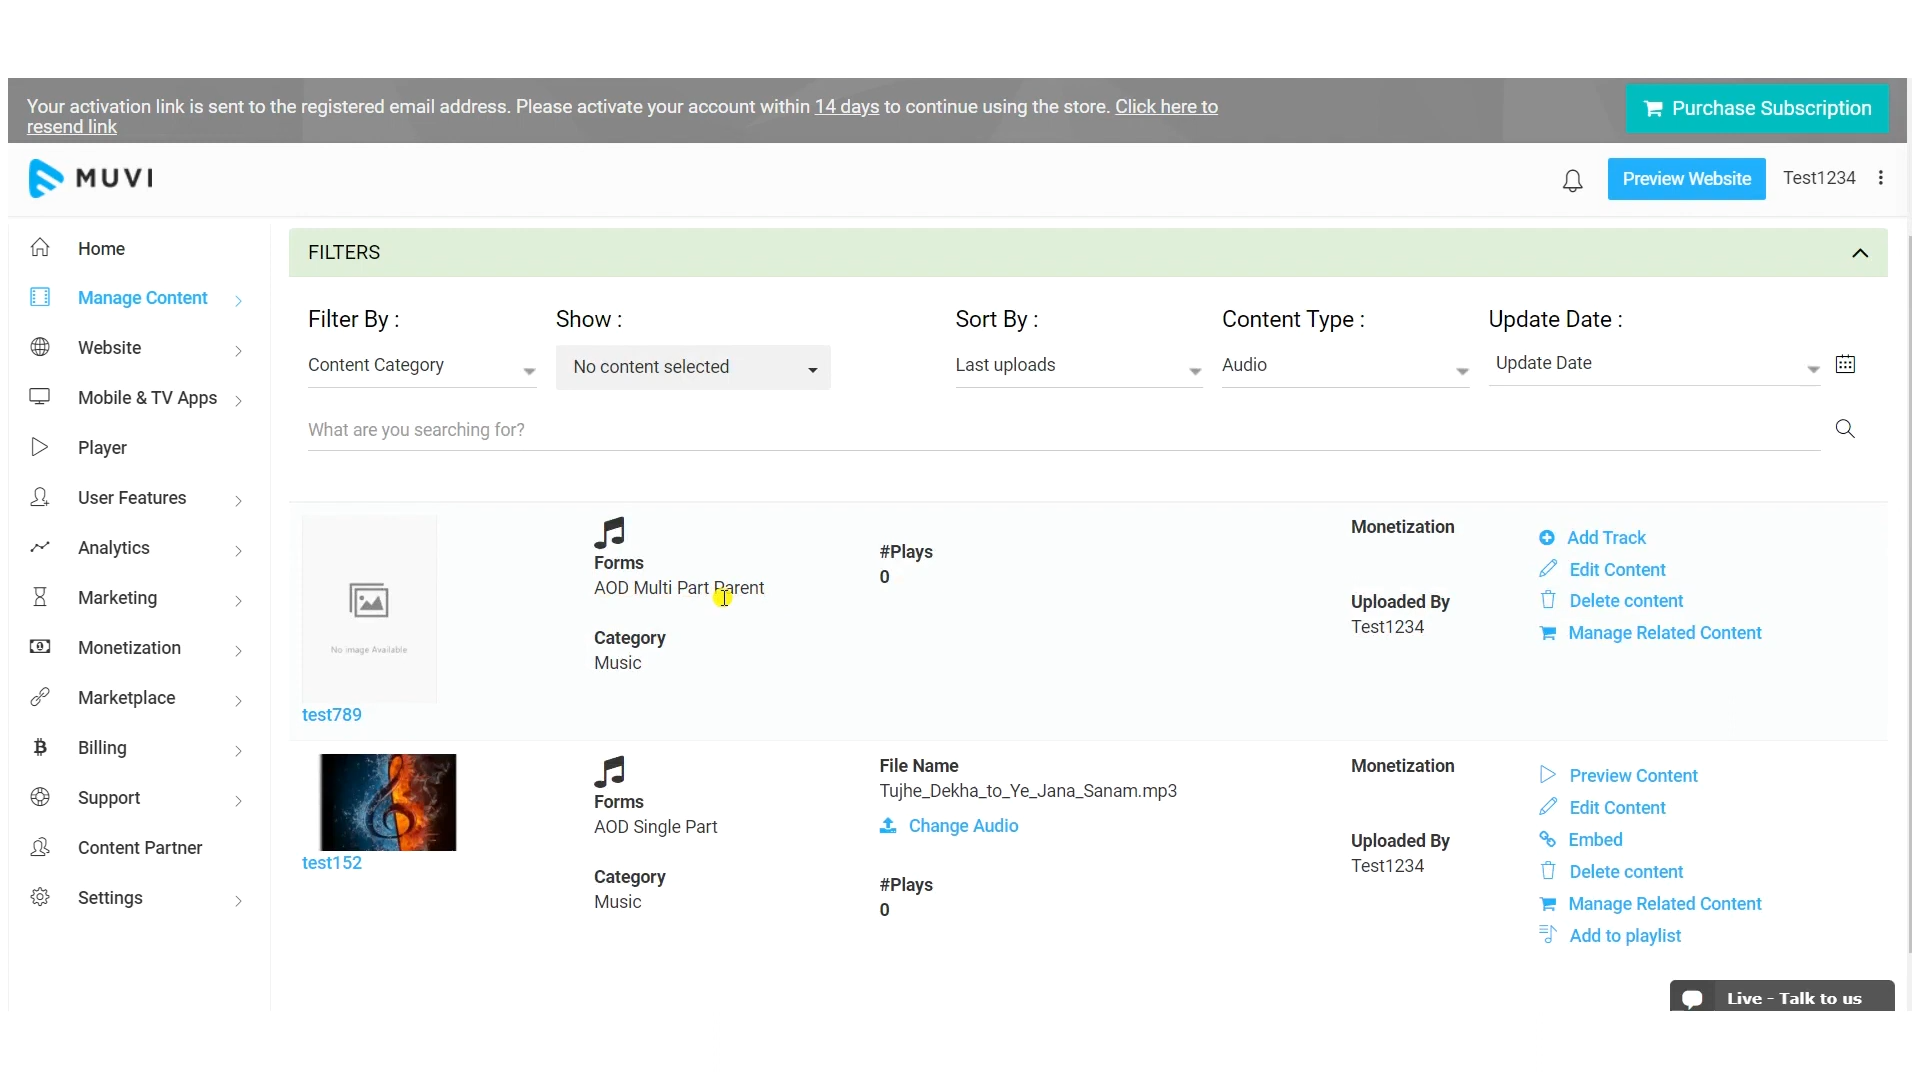 Your activation link is sent to the registered email address. Please activate your account within 14 days to continue using the store. Click here to
resend link
Purchase Subscription
MUVI
Preview Website
Test1234
Home
Manage Content
Website
Mobile & TV Apps
Player
User Features
Analytics
Marketing
Monetization
Marketplace
Billing
Support
Content Partner
Settings
FILTERS
Filter By :
Show :
Sort By :
Content Type :
Update Date :
Content Category
No content selected
Last uploads
Audio
Update Date
What are you searching for?
No Image Available
test789
Forms
AOD Multi Part Parent
Category
Music
#Plays
0
Monetization
Uploaded By
Test1234
Add Track
Edit Content
Delete content
Manage Related Content
test152
Forms
AOD Single Part
Category
Music
File Name
Tujhe_Dekha_to_Ye_Jana_Sanam.mp3
Change Audio
#Plays
0
Monetization
Uploaded By
Test1234
Preview Content
Edit Content
Embed
Delete content
Manage Related Content
Add to playlist
Live - Talk to us